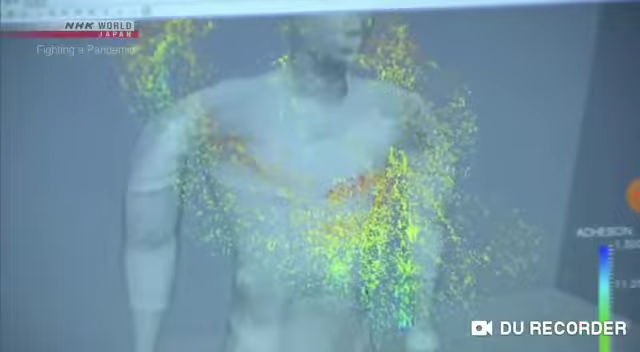 NHK WORLD
JAPAN
Fighting a Pandemic
ADHESION
DU RECORDER